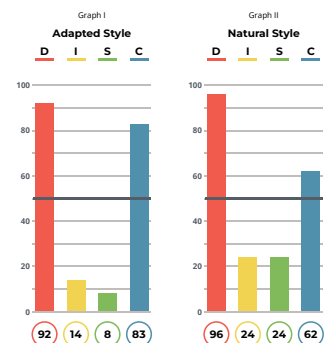 Graph I
Adapted Style
D I S C
100
80
60
40
20
0
92 14 8 83
Graph II
Natural Style
D I S C
100
80
60
40
20
0
96 24 24 62